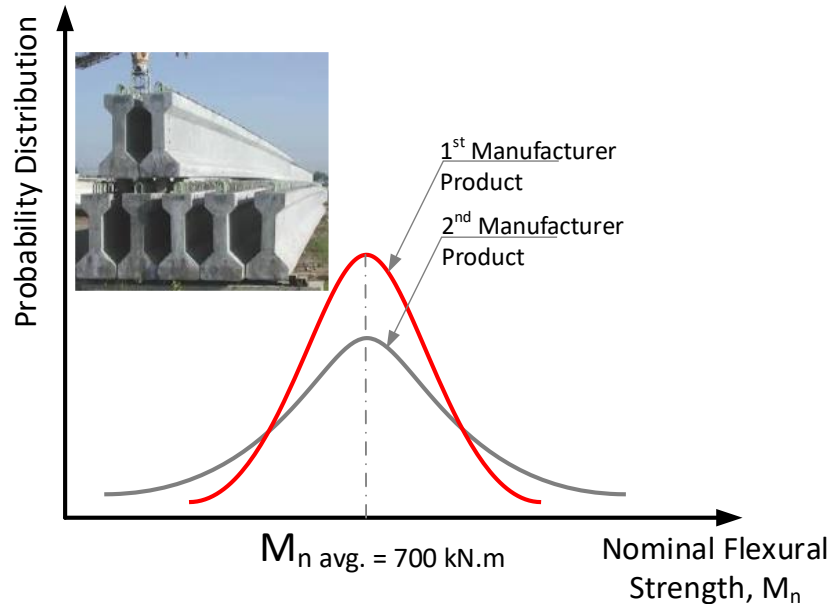 Probability Distribution
1st Manufacturer
Product
2nd Manufacturer
Product
Mn avg. = 700 kN.m
Nominal Flexural
Strength, Mn